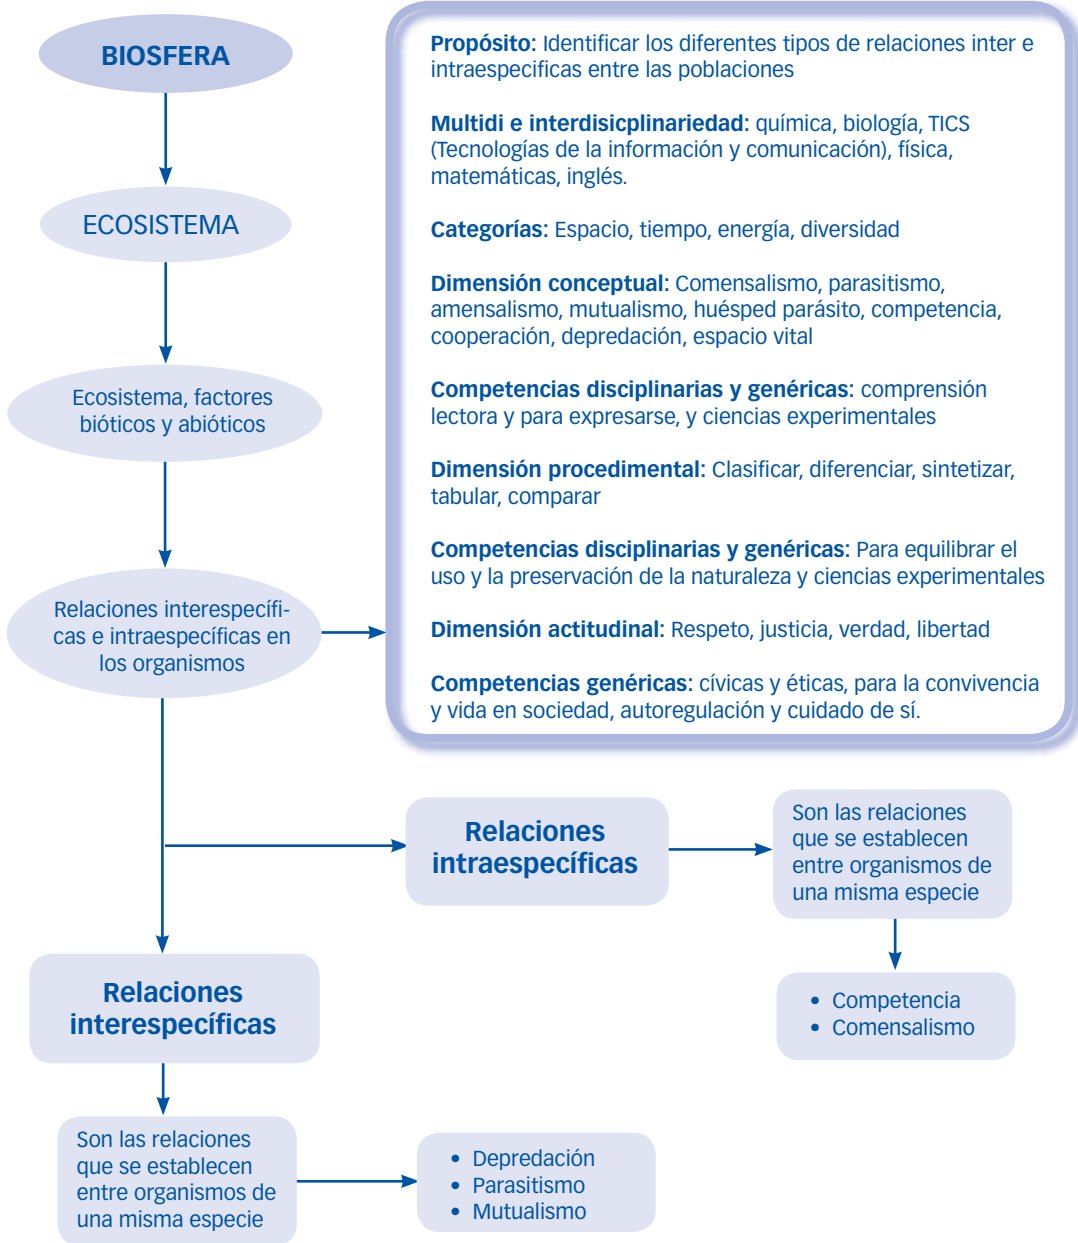 BIOSFERA
ECOSISTEMA
Ecosistema, factores
bióticos y abióticos
Relaciones interespecífi-
cas e intraespecíficas en
los organismos
Propósito: Identificar los diferentes tipos de relaciones inter e
intraespecificas entre las poblaciones
Multidi e interdisicplinariedad: química, biología, TICS
(Tecnologías de la información y comunicación), física,
matemáticas, inglés.
Categorías: Espacio, tiempo, energía, diversidad
Dimensión conceptual: Comensalismo, parasitismo,
amensalismo, mutualismo, huésped parásito, competencia,
cooperación, depredación, espacio vital
Competencias disciplinarias y genéricas: comprensión
lectora y para expresarse, y ciencias experimentales
Dimensión procedimental: Clasificar, diferenciar, sintetizar,
tabular, comparar
Competencias disciplinarias y genéricas: Para equilibrar el
uso y la preservación de la naturaleza y ciencias experimentales
Dimensión actitudinal: Respeto, justicia, verdad, libertad
Competencias genéricas: cívicas y éticas, para la convivencia
y vida en sociedad, autoregulación y cuidado de sí.
Relaciones
intraespecíficas
Son las relaciones
que se establecen
entre organismos de
una misma especie
• Competencia
• Comensalismo
Relaciones
interespecíficas
Son las relaciones
que se establecen
entre organismos de
una misma especie
• Depredación
• Parasitismo
• Mutualismo